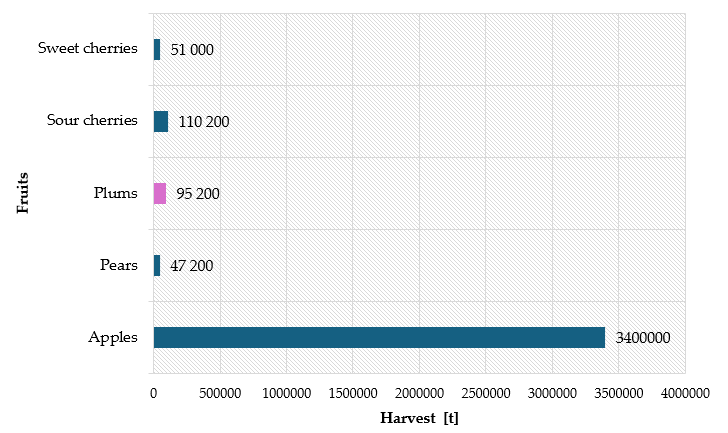 Sweet cherries 51 000
Sour cherries 110 200
Plums 95 200
Pears 47 200
Apples 3400000
Fruits
0 500000 1000000 1500000 2000000 2500000 3000000 3500000 4000000
Harvest [t]